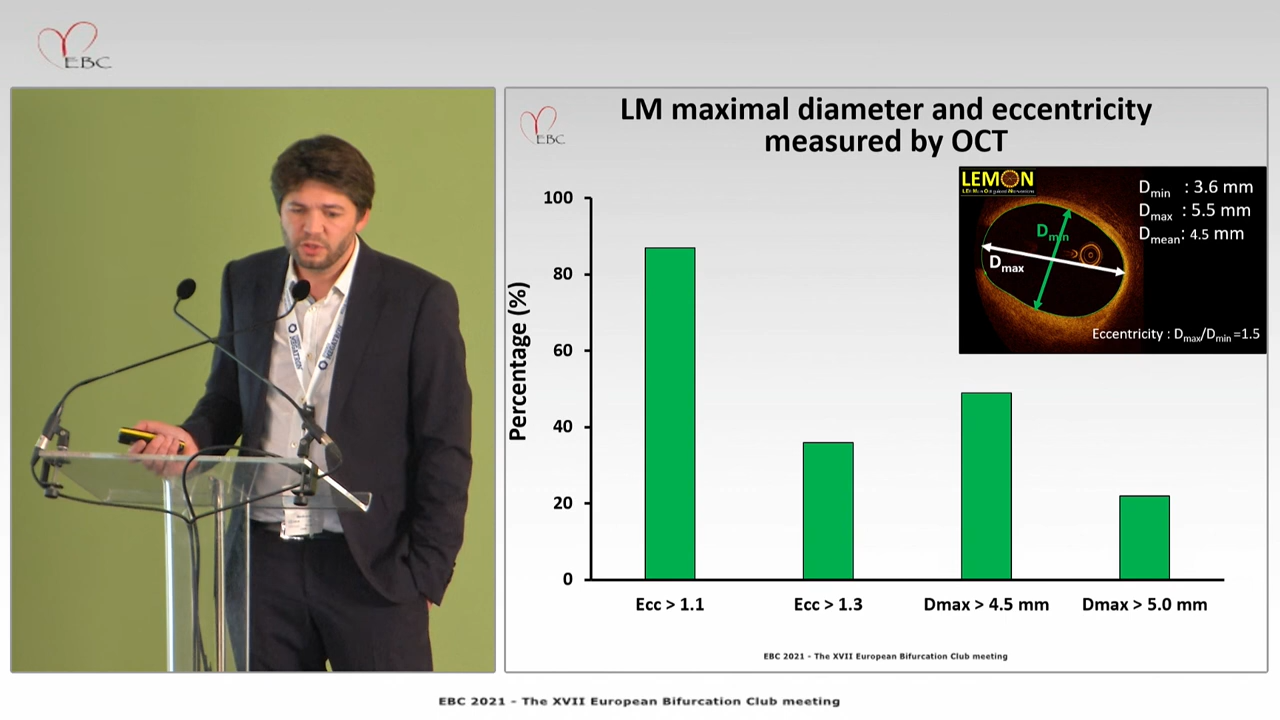 EBC
EBC
LM maximal diameter and eccentricity
measured by OCT
LEMON
Dmin : 3.6 mm
Dmax : 5.5 mm
Dmean: 4.5 mm
Dmin
Dmax
Eccentricity : Dmax/Dmin =1.5
Percentage (%)
100
80
60
40
20
0
Ecc > 1.1
Ecc > 1.3
Dmax > 4.5 mm
Dmax > 5.0 mm
EBC 2021 - The XVII European Bifurcation Club meeting
EBC 2021 - The XVII European Bifurcation Club meeting